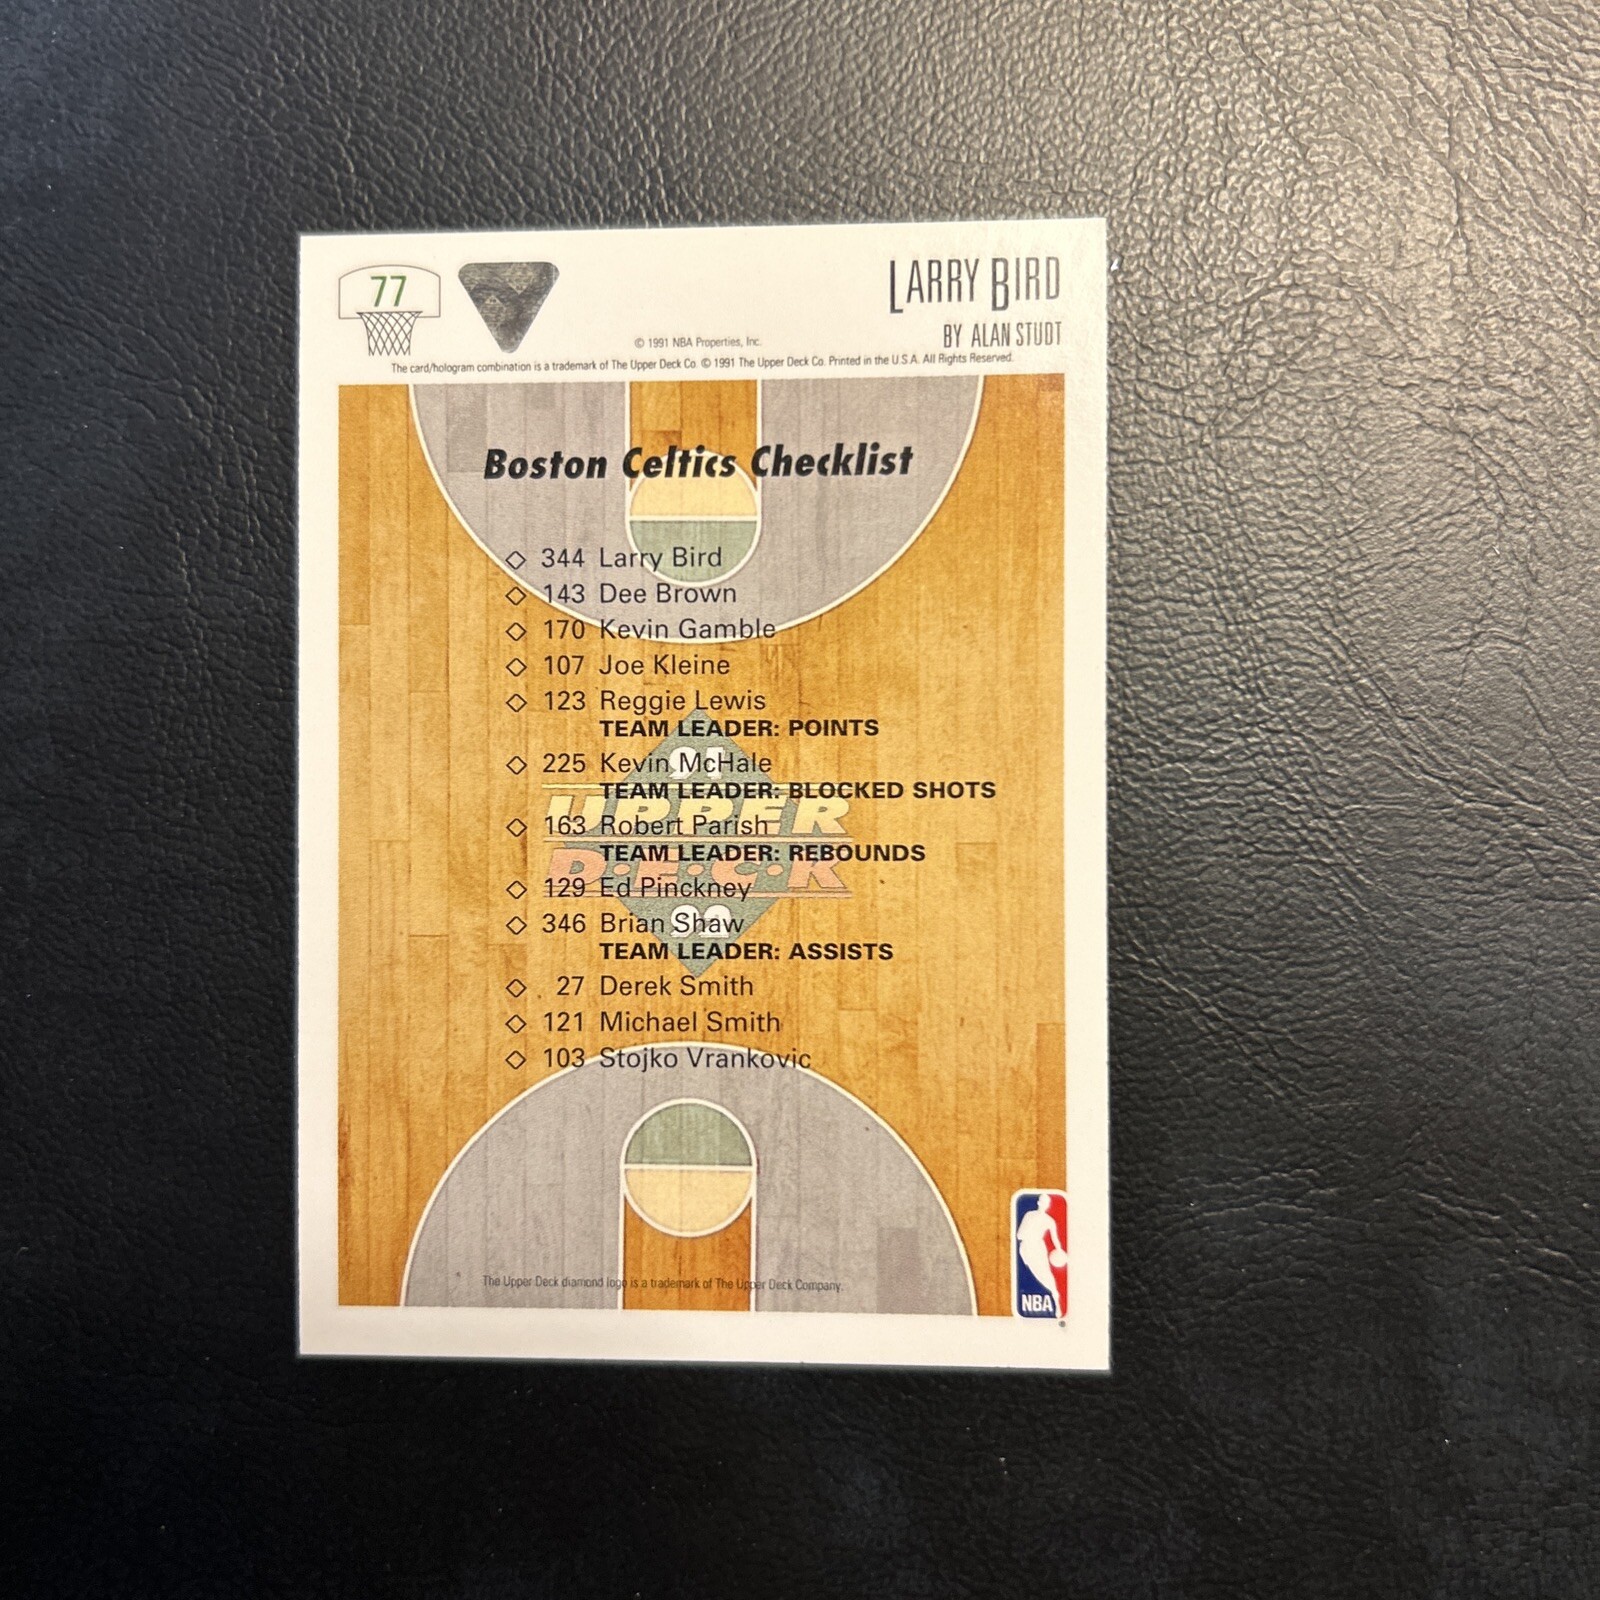 77
LARRY BIRD
BY ALAN STUDT
© 1991 NBA Properties, Inc.
The card/hologram combination is a trademark of The Upper Deck Co. © 1991 The Upper Deck Co. Printed in the U.S.A. All Rights Reserved.
Boston Celtics Checklist
344 Larry Bird
143 Dee Brown
170 Kevin Gamble
107 Joe Kleine
123 Reggie Lewis
TEAM LEADER: POINTS
91
225 Kevin McHale
TEAM LEADER: BLOCKED SHOTS
UPPER
163 Robert Parish
TEAM LEADER: REBOUNDS
D·E·C·K
129 Ed Pinckney
346 Brian Shaw
92
TEAM LEADER: ASSISTS
27 Derek Smith
121 Michael Smith
103 Stojko Vrankovic
The Upper Deck diamond logo is a trademark of The Upper Deck Company.
NBA